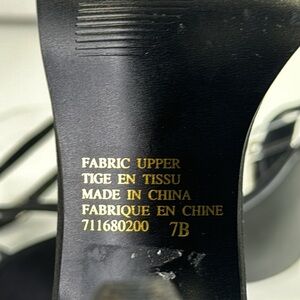 FABRIC UPPER
TIGE EN TISSU
MADE IN CHINA
FABRIQUE EN CHINE
711680200 7B